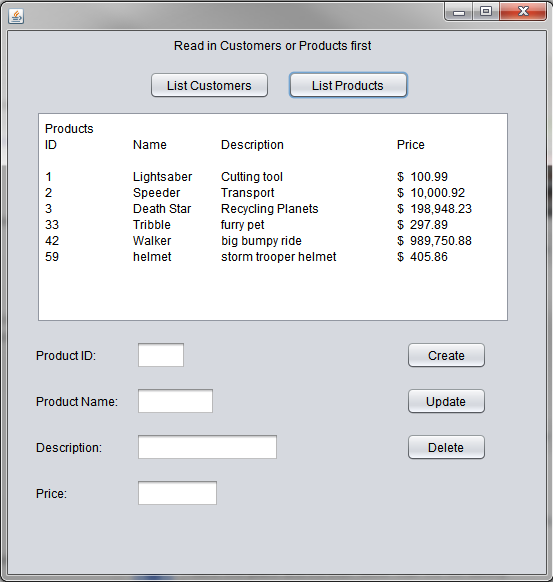 Read in Customers or Products first
List Customers List Products
Products
ID Name Description Price
1 Lightsaber Cutting tool $ 100.99
2 Speeder Transport $ 10,000.92
3 Death Star Recycling Planets $ 198,948.23
33 Tribble furry pet $ 297.89
42 Walker big bumpy ride $ 989,750.88
59 helmet storm trooper helmet $ 405.86
Product ID: Create
Product Name: Update
Description: Delete
Price: